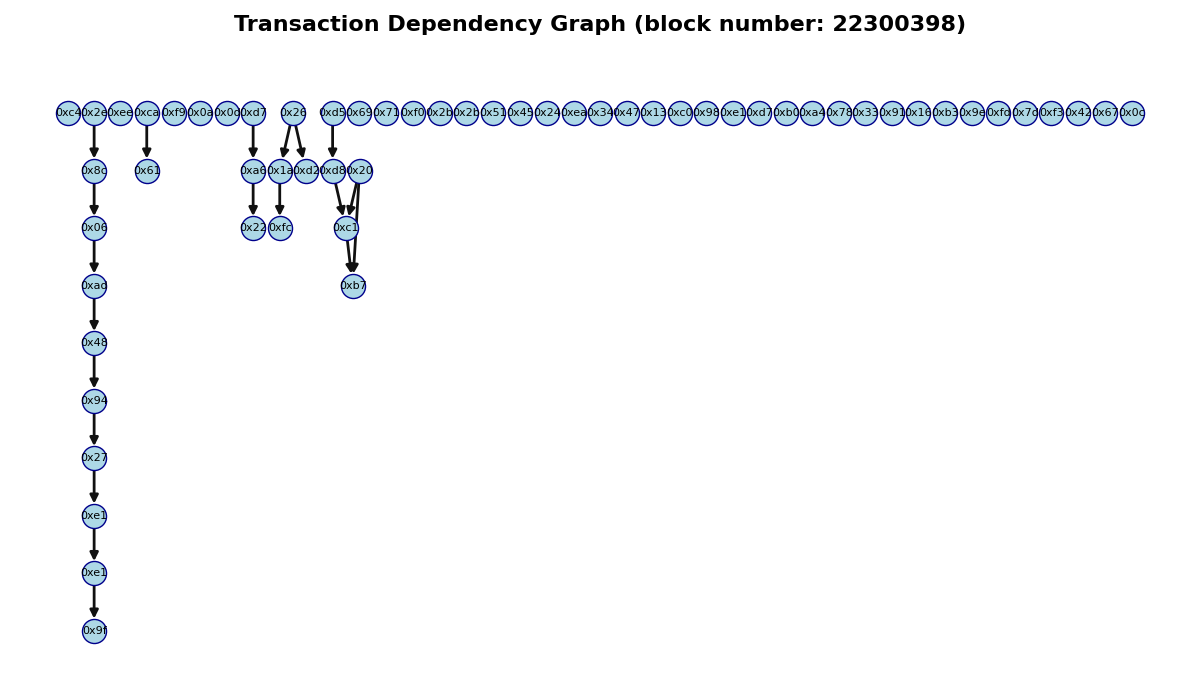 Transaction Dependency Graph (block number: 22300398)
0xc4 0x2e 0xee 0xca 0xf9 0x0a 0x0d 0xd7 0x26 0xd5 0x69 0x71 0xf0 0x2b 0x2b 0x51 0x45 0x24 0xea 0x34 0x47 0x13 0xc0 0x98 0xe1 0xd7 0xb0 0xa4 0x78 0x33 0x91 0x16 0xb3 0x9e 0xf3 0x42 0x67
0x8c 0x61 0xa6 0x1a 0xd2 0xd8 0x20
0x06 0x22 0xfc 0xc1
0xad 0xb7
0x48
0x94
0x27
0xe1
0xe1
0x9f